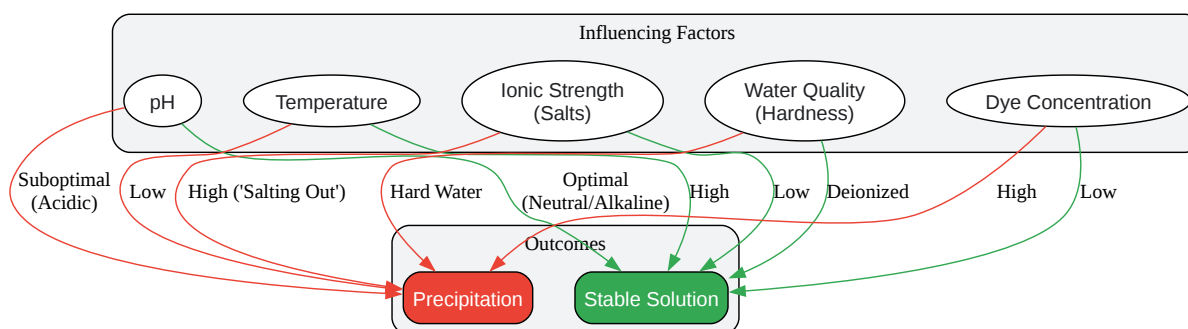 Influencing Factors
pH
Temperature
Ionic Strength
(Salts)
Water Quality
(Hardness)
Dye Concentration
Suboptimal
(Acidic)
Low
High ('Salting Out')
Hard Water
Optimal
(Neutral/Alkaline)
High
Low
Deionized
High
Low
Outcomes
Precipitation
Stable Solution